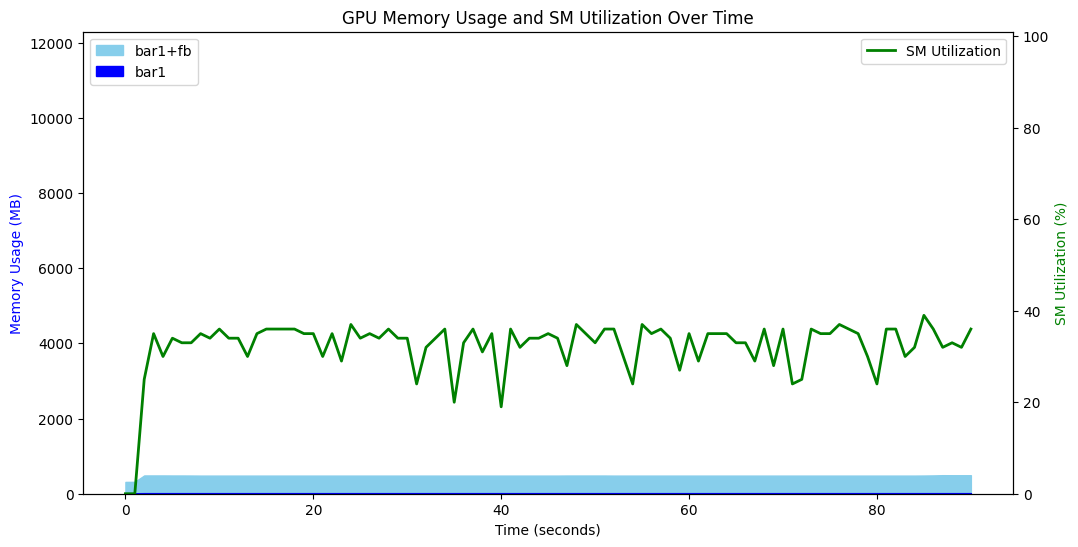 GPU Memory Usage and SM Utilization Over Time
bar1+fb
bar1
SM Utilization
Memory Usage (MB)
12000
10000
8000
6000
4000
2000
0
100
80
60
40
20
0
SM Utilization (%)
0
20
40
60
80
Time (seconds)